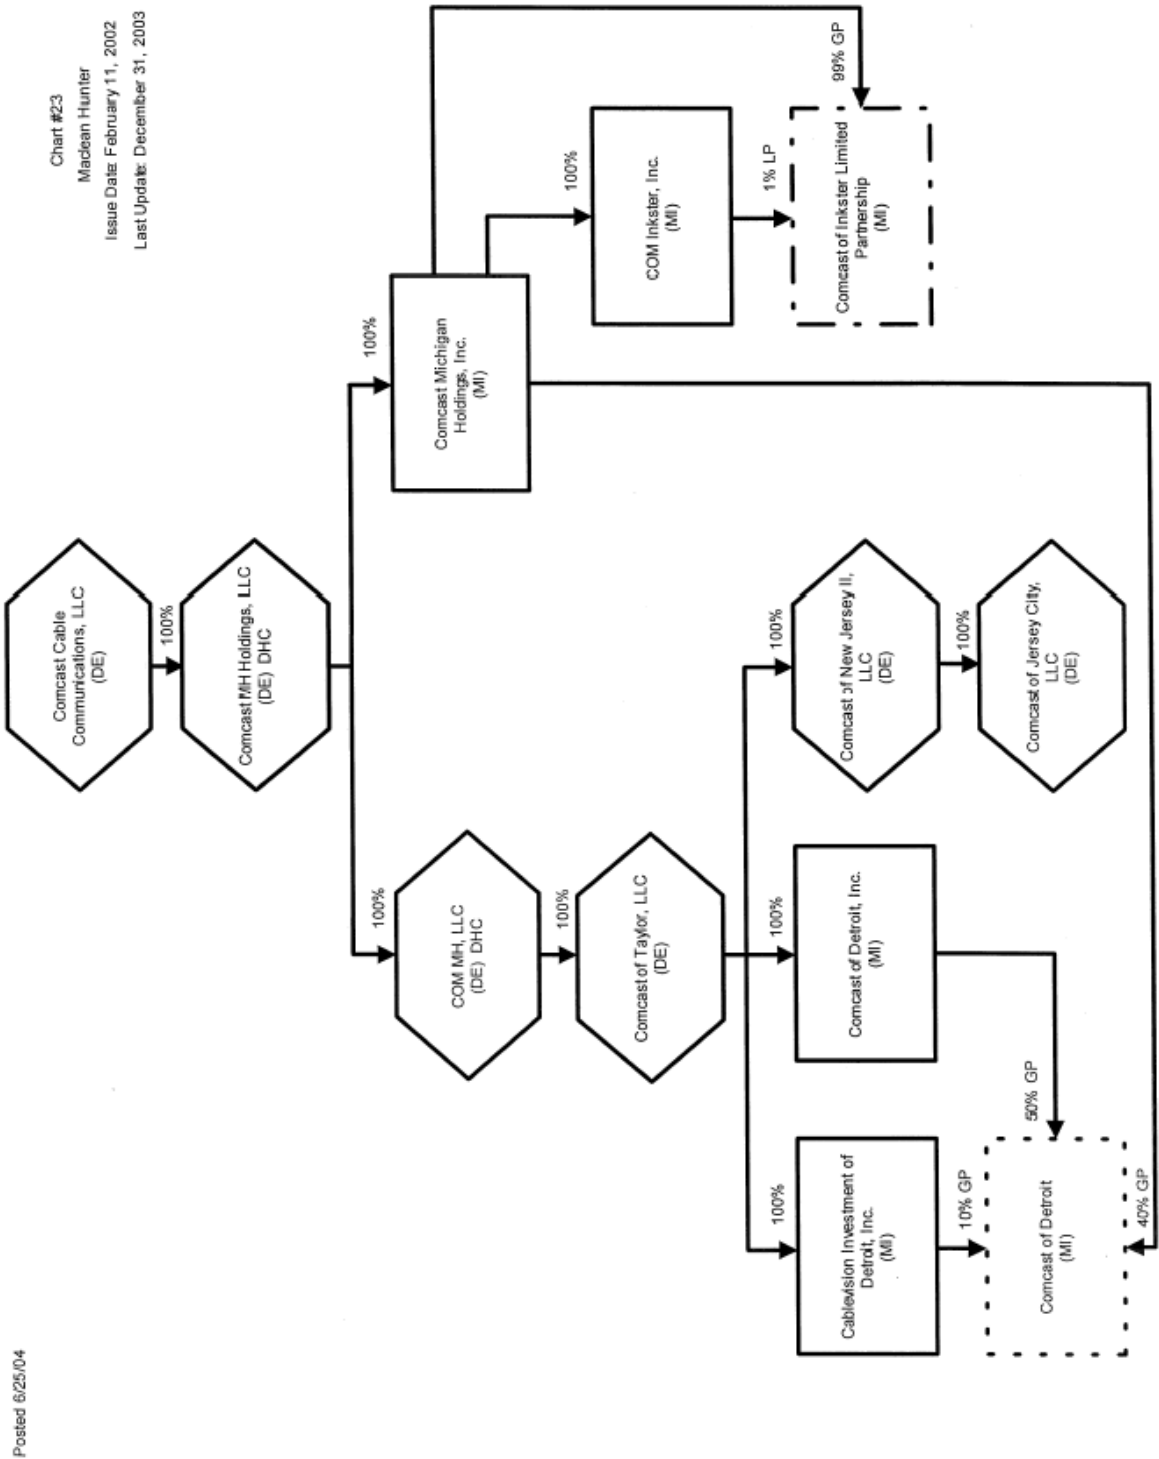 Posted 6/25/04
Chart #23
Maclean Hunter
Issue Date: February 11, 2002
Last Update: December 31, 2003
Comcast Cable
Communications, LLC
(DE)
100%
Comcast MH Holdings, LLC
(DE) DHC
100%
COM MH, LLC
(DE) DHC
100%
Comcast Michigan
Holdings, Inc.
(MI)
100%
Comcast of Taylor, LLC
(DE)
100%
COM Inkster, Inc.
(MI)
100%
Cablevision Investment of
Detroit, Inc.
(MI)
100%
Comcast of Detroit, Inc.
(MI)
100%
Comcast of New Jersey II,
LLC
(DE)
1% LP
99% GP
Comcast of Inkster Limited
Partnership
(MI)
10% GP
50% GP
40% GP
Comcast of Detroit
(MI)
100%
Comcast of Jersey City,
LLC
(DE)